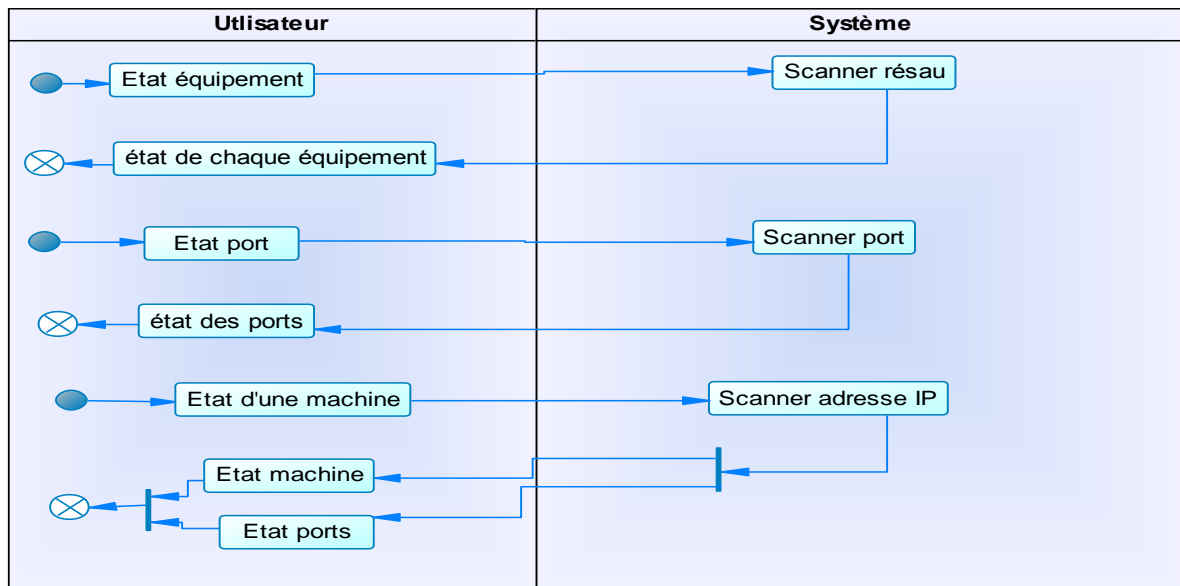 Utlisateur
Système
Etat équipement
Scanner résau
état de chaque équipement
Etat port
Scanner port
état des ports
Etat d'une machine
Scanner adresse IP
Etat machine
Etat ports